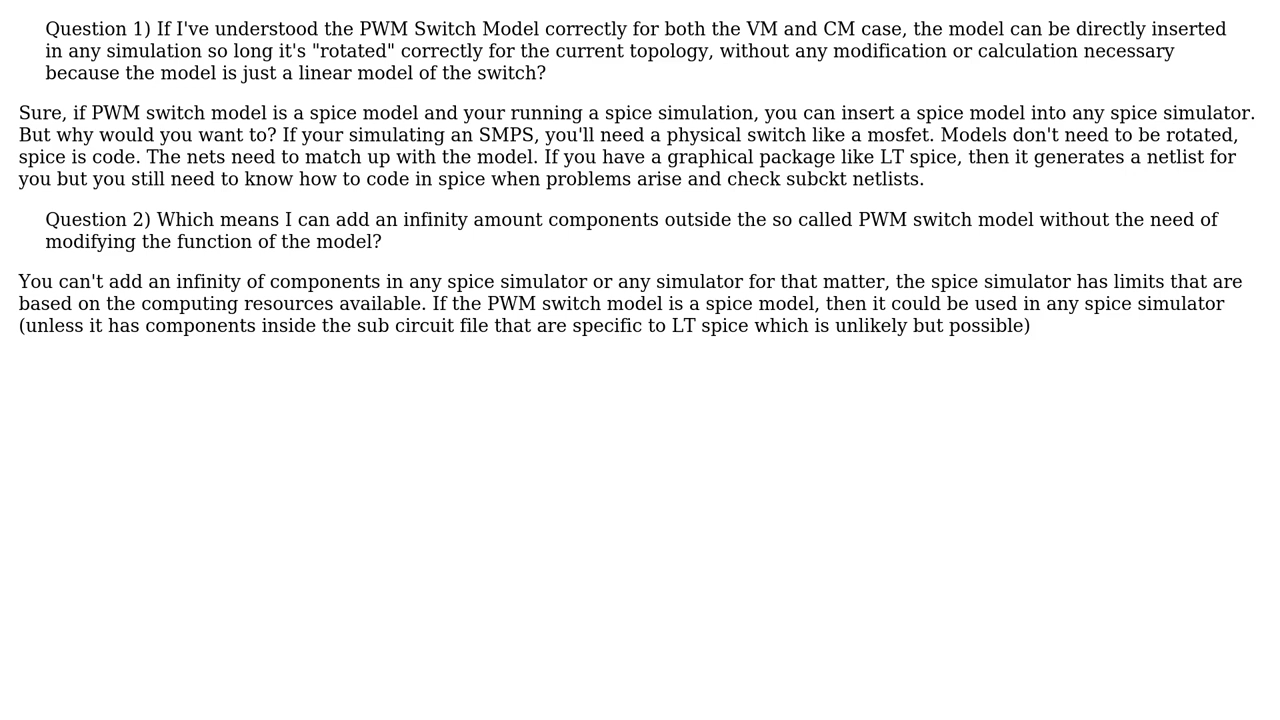 Question 1) If I've understood the PWM Switch Model correctly for both the VM and CM case, the model can be directly inserted
in any simulation so long it's "rotated" correctly for the current topology, without any modification or calculation necessary
because the model is just a linear model of the switch?
Sure, if PWM switch model is a spice model and your running a spice simulation, you can insert a spice model into any spice simulator.
But why would you want to? If your simulating an SMPS, you'll need a physical switch like a mosfet. Models don't need to be rotated,
spice is code. The nets need to match up with the model. If you have a graphical package like LT spice, then it generates a netlist for
you but you still need to know how to code in spice when problems arise and check subckt netlists.
Question 2) Which means I can add an infinity amount components outside the so called PWM switch model without the need of
modifying the function of the model?
You can't add an infinity of components in any spice simulator or any simulator for that matter, the spice simulator has limits that are
based on the computing resources available. If the PWM switch model is a spice model, then it could be used in any spice simulator
(unless it has components inside the sub circuit file that are specific to LT spice which is unlikely but possible)